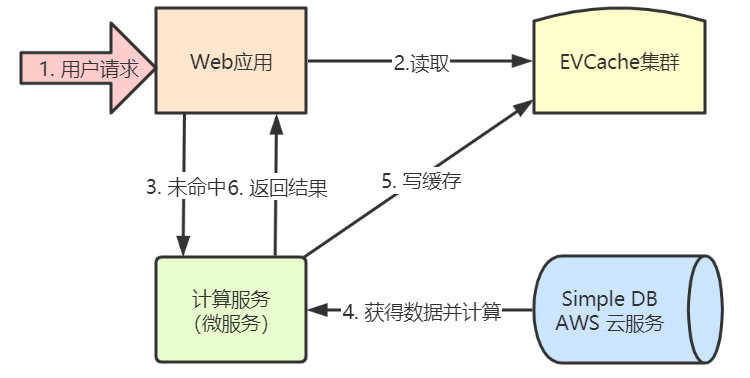 1. 用户请求
Web应用
2.读取
EVCache集群
3. 未命中
6. 返回结果
5. 写缓存
计算服务
（微服务）
4. 获得数据并计算
Simple DB
AWS 云服务